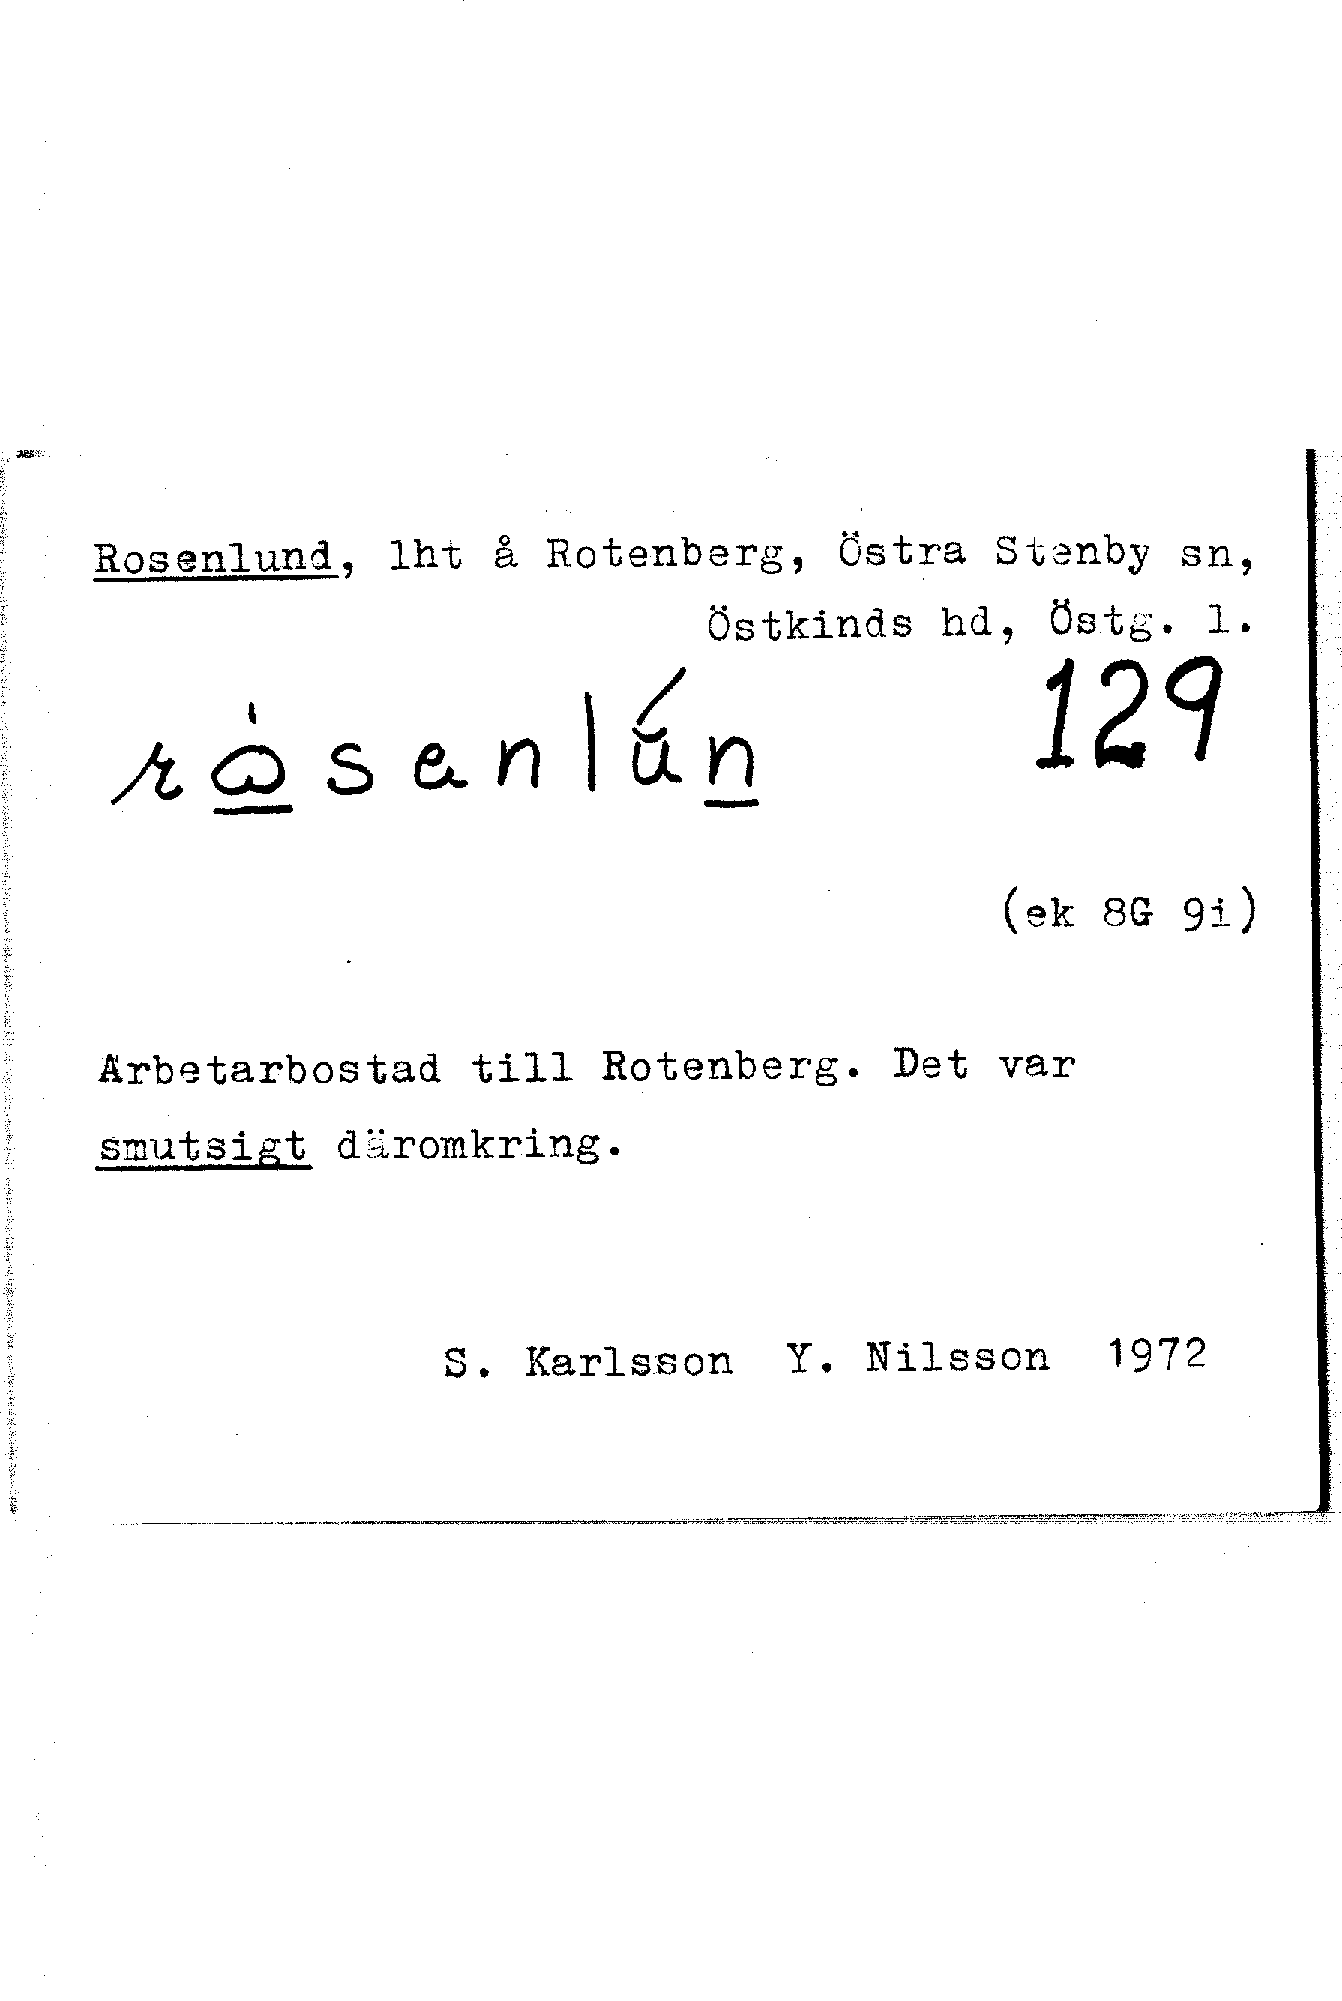 Rosenlund, lht å Rotenberg, Östra Stenby sn,
Östkinds hd, Östg. l.
129
(ek 8G 9i)
Arbetarbostad till Rotenberg. Det var
smutsigt däromkring.
S. Karlsson Y. Nilsson 1972